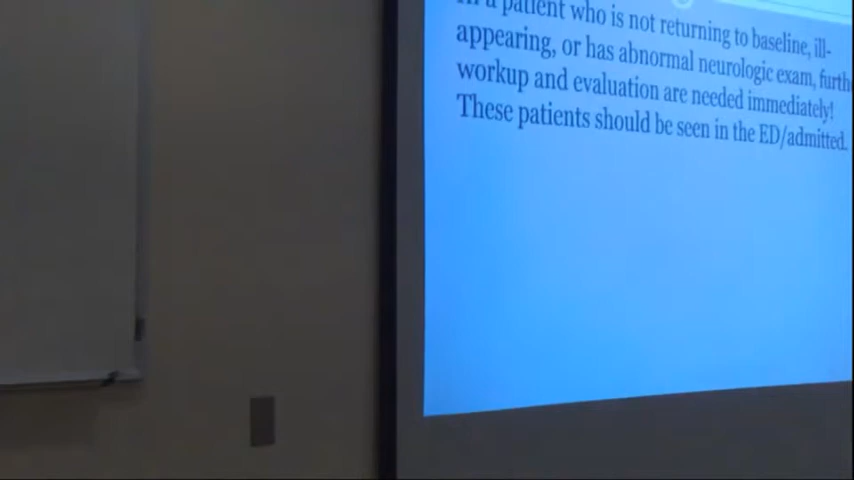 In a patient who is not returning to baseline, ill-
appearing, or has abnormal neurologic exam, furthe
workup and evaluation are needed immediately!
These patients should be seen in the ED/admitted.